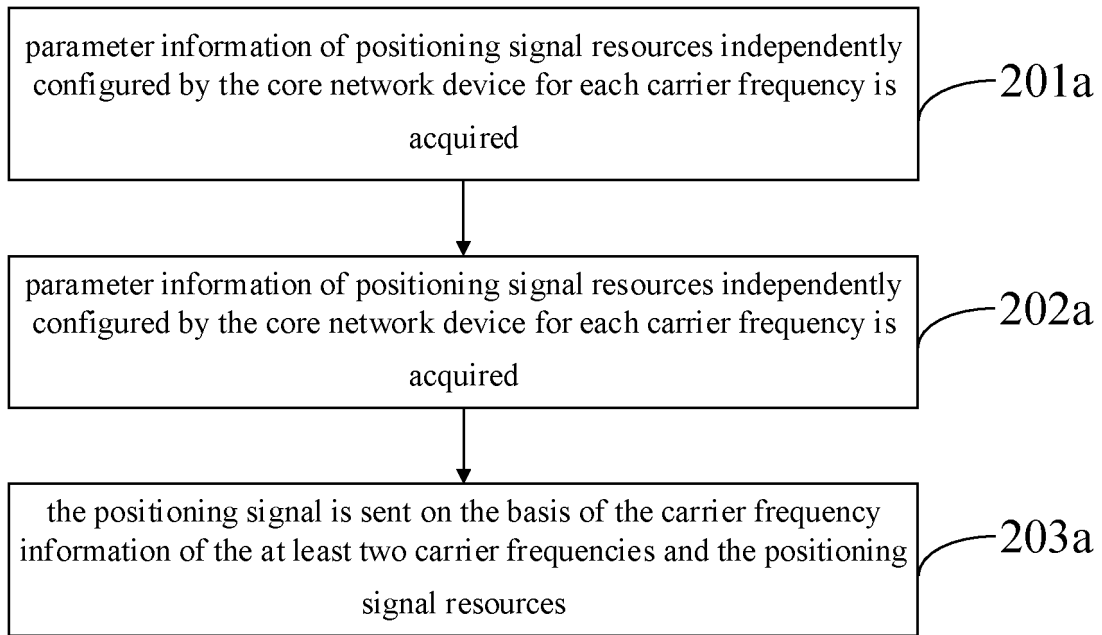 parameter information of positioning signal resources independently
configured by the core network device for each carrier frequency is
acquired
201a
parameter information of positioning signal resources independently
configured by the core network device for each carrier frequency is
acquired
202a
the positioning signal is sent on the basis of the carrier frequency
information of the at least two carrier frequencies and the positioning
signal resources
203a